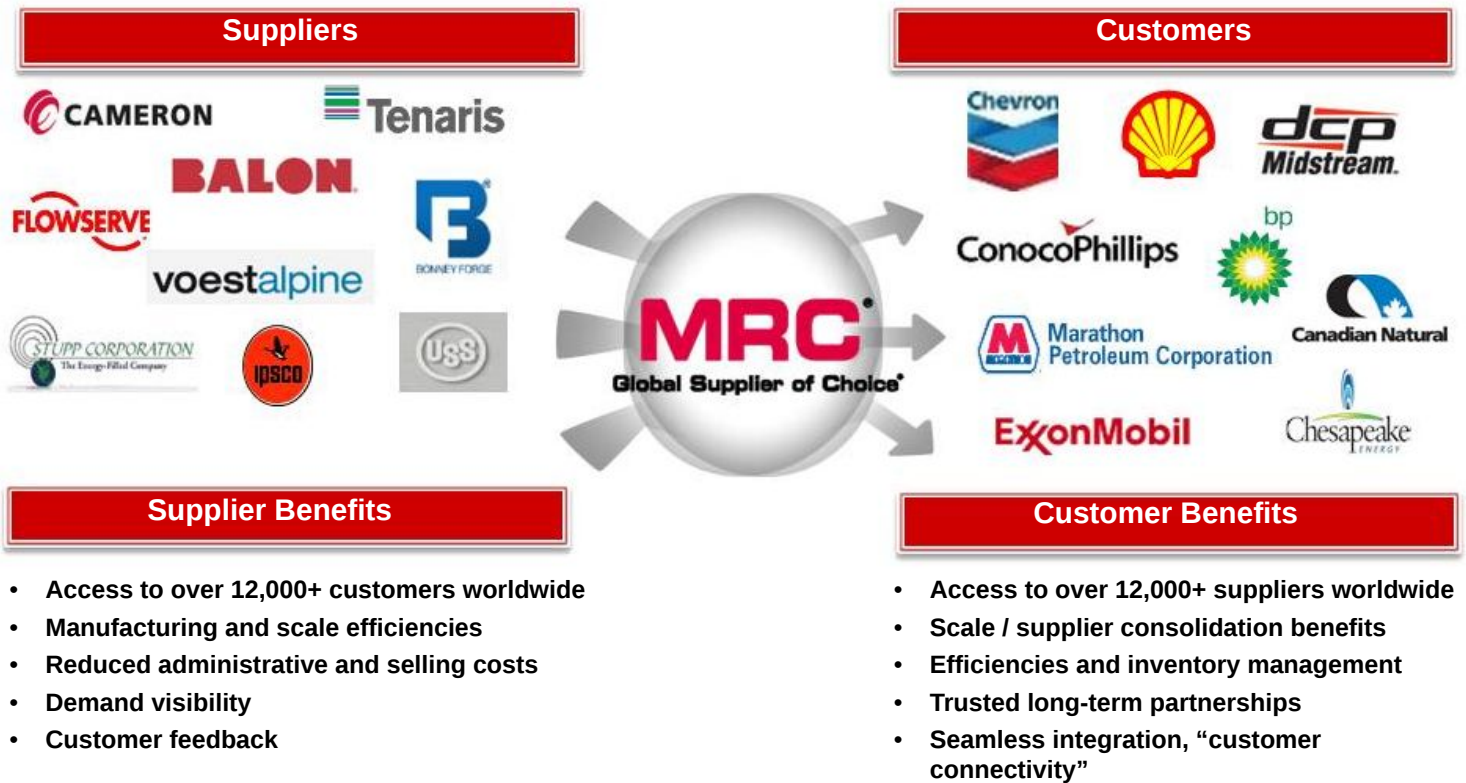 Suppliers
CAMERON
Tenaris
BALON
FLOWSERVE
BONNEY FORGE
voestalpine
STUPP CORPORATION
The Energy-Filled Company
IPSCO
USS
MRC
Global Supplier of Choice
Customers
Chevron
dcp
Midstream.
ConocoPhillips
bp
Canadian Natural
M
Marathon
Petroleum Corporation
ExxonMobil
Chesapeake
ENERGY
Supplier Benefits
• Access to over 12,000+ customers worldwide
• Manufacturing and scale efficiencies
• Reduced administrative and selling costs
• Demand visibility
• Customer feedback
Customer Benefits
• Access to over 12,000+ suppliers worldwide
• Scale / supplier consolidation benefits
• Efficiencies and inventory management
• Trusted long-term partnerships
• Seamless integration, “customer
connectivity”